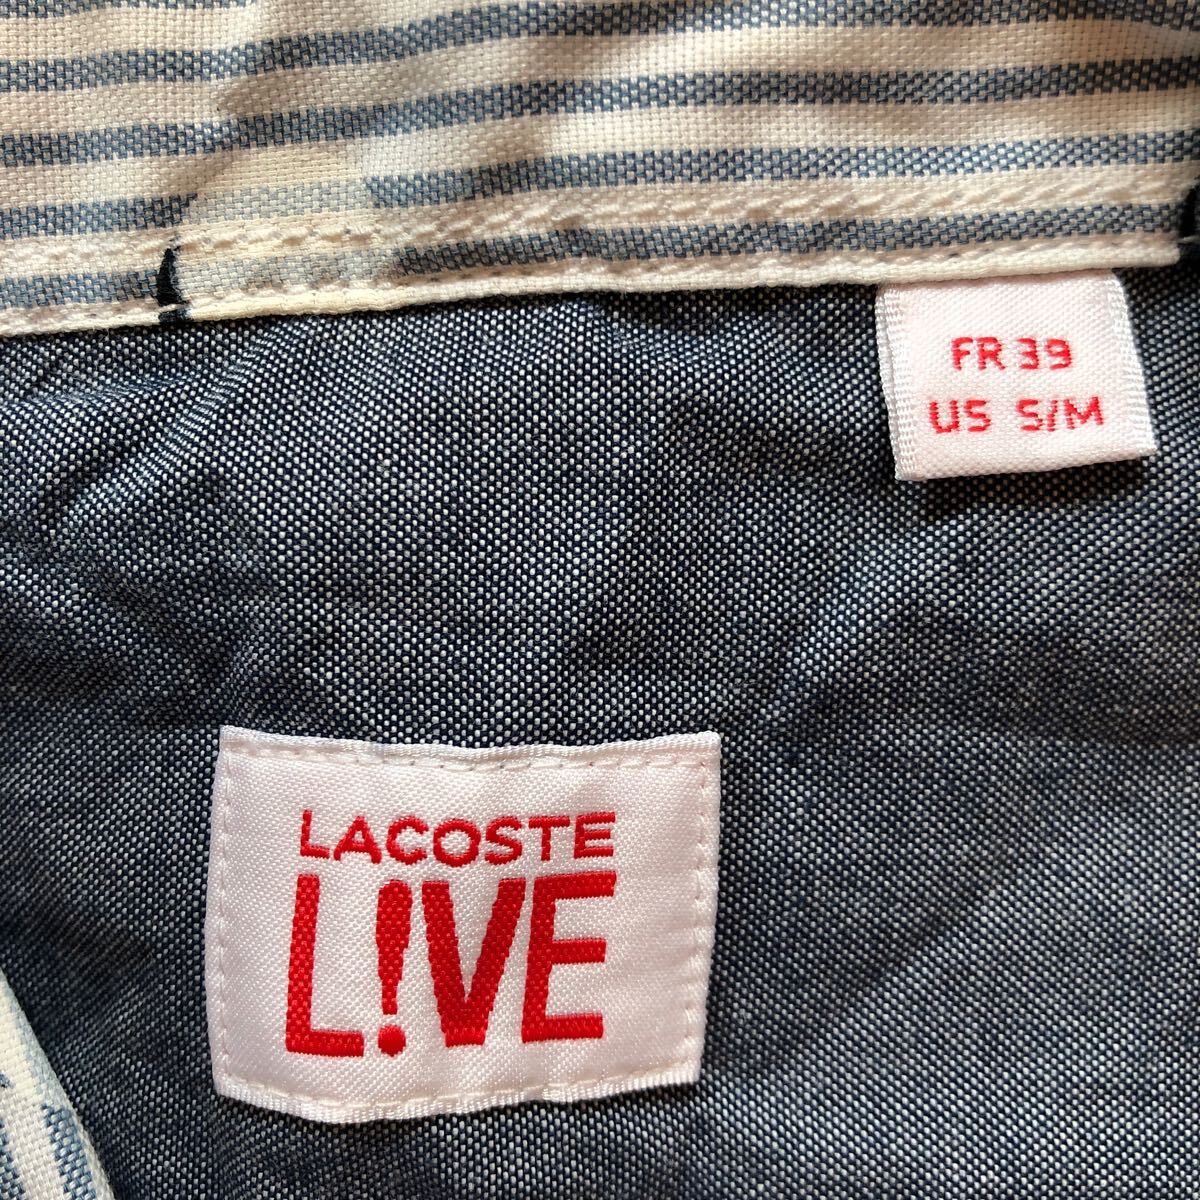 FR 39
US S/M
LACOSTE
L!VE